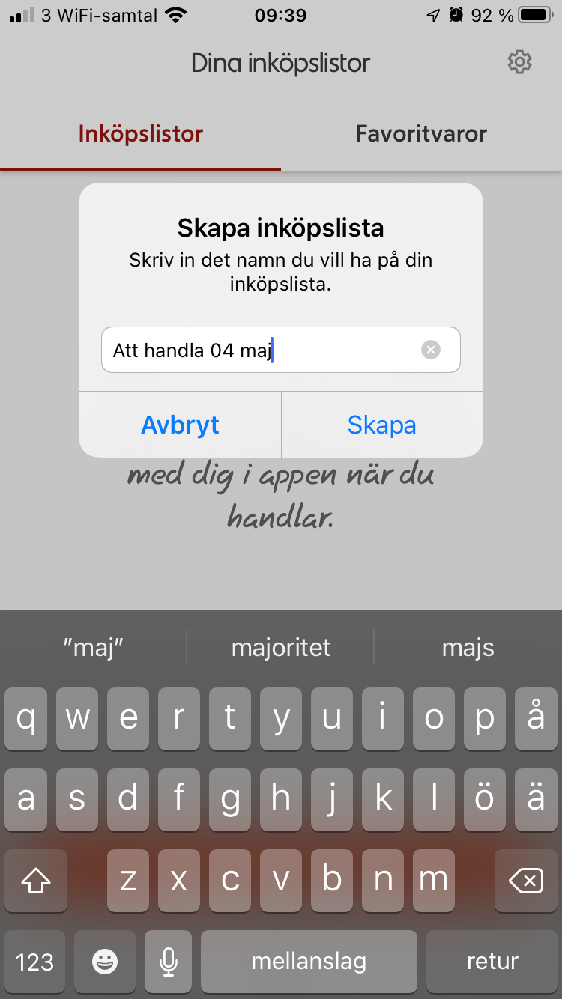 3 WiFi-samtal 09:39 92 %
Dina inköpslistor
Inköpslistor Favoritvaror
Skapa inköpslista
Skriv in det namn du vill ha på din
inköpslista.
Att handla 04 maj
Avbryt Skapa
med dig i appen när du
handlar.
"maj" majoritet majs
q w e r t y u i o p å
a s d f g h j k l ö ä
z x c v b n m
123 mellanslag retur